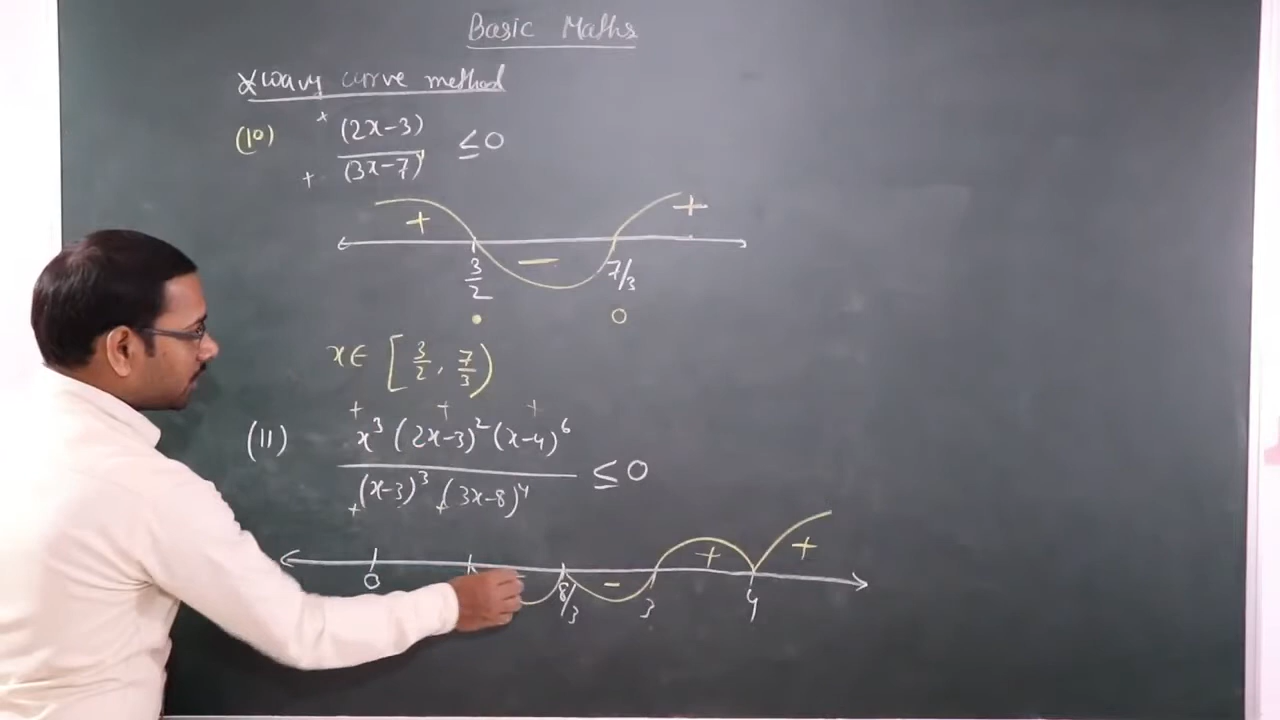 Basic Maths
* Wavy curve method
(10) + (2x-3) / + (3x-7) ≤0
+ - +
3/2 7/3
x∈ [3/2, 7/3)
+ + +
(11) x³ (2x-3)² (x-4)⁶ / (x-3)³ (3x-8)⁴ ≤0
+ +
- + +
0 8/3 3 4